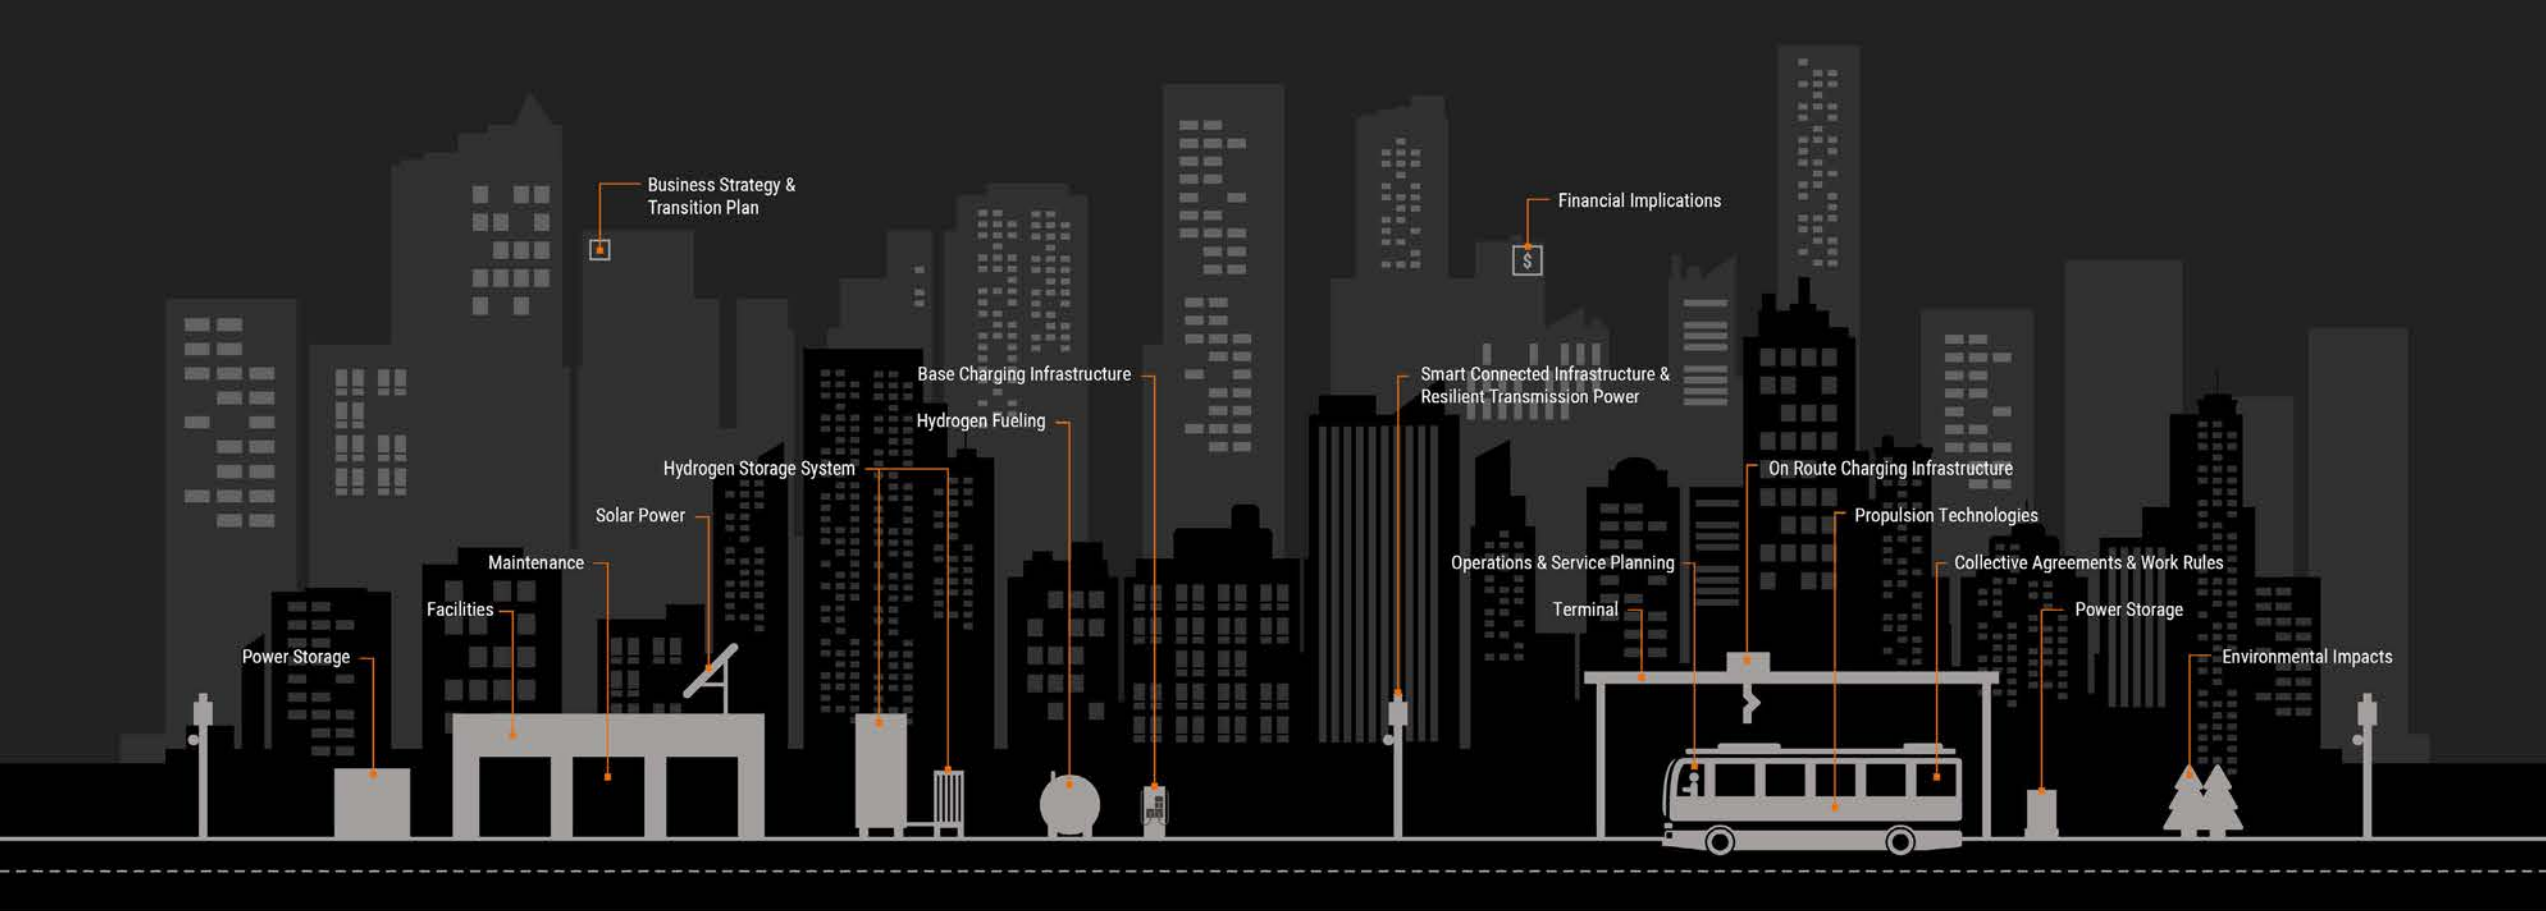 Business Strategy &
Transition Plan
Financial Implications
$
Base Charging Infrastructure
Smart Connected Infrastructure &
Resilient Transmission Power
Hydrogen Fueling
Hydrogen Storage System
On Route Charging Infrastructure
Solar Power
Propulsion Technologies
Maintenance
Operations & Service Planning
Collective Agreements & Work Rules
Facilities
Terminal
Power Storage
Power Storage
Environmental Impacts